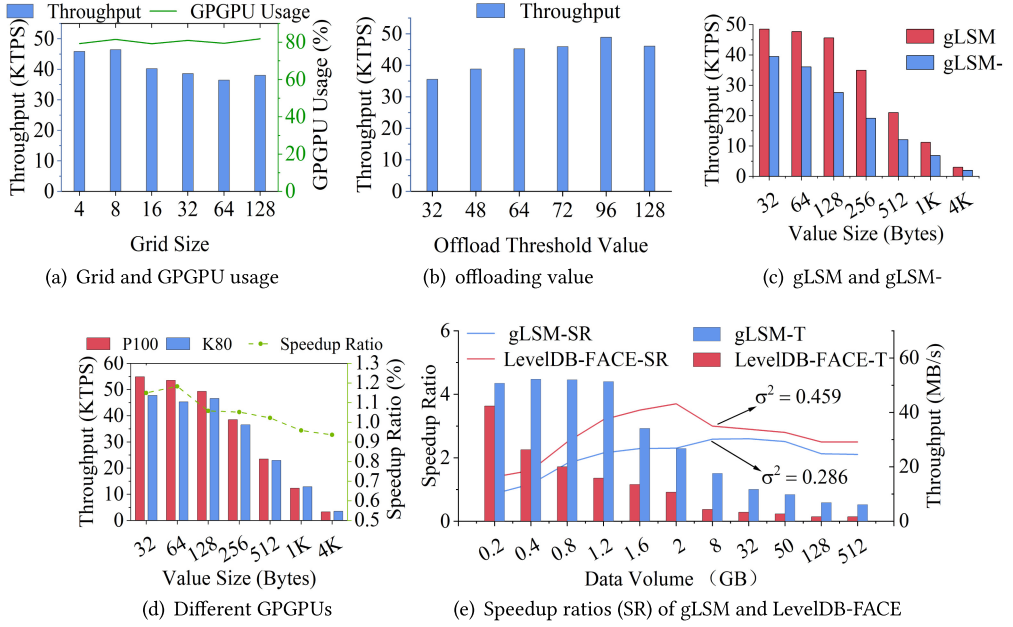 Throughput GPGPU Usage
Throughput (KTPS)
50
40
30
20
10
0
80
60
40
20
0
GPGPU Usage (%)
4 8 16 32 64 128
Grid Size
(a) Grid and GPGPU usage
Throughput
Throughput (KTPS)
50
40
30
20
10
0
32 48 64 72 96 128
Offload Threshold Value
(b) offloading value
gLSM
gLSM-
Throughput (KTPS)
50
40
30
20
10
0
32 64 128 256 512 1K 4K
Value Size (Bytes)
(c) gLSM and gLSM-
P100 K80 Speedup Ratio
Throughput (KTPS)
60
50
40
30
20
10
0
1.3
1.2
1.1
1.0
0.9
0.8
0.7
0.6
0.5
Speedup Ratio (%)
32 64 128 256 512 1K 4K
Value Size (Bytes)
(d) Different GPGPUs
gLSM-SR gLSM-T
LevelDB-FACE-SR LevelDB-FACE-T
Speedup Ratio
6
4
2
0
60
40
20
0
Throughput (MB/s)
σ² = 0.459
σ² = 0.286
0.2 0.4 0.8 1.2 1.6 2 8 32 50 128 512
Data Volume （GB）
(e) Speedup ratios (SR) of gLSM and LevelDB-FACE